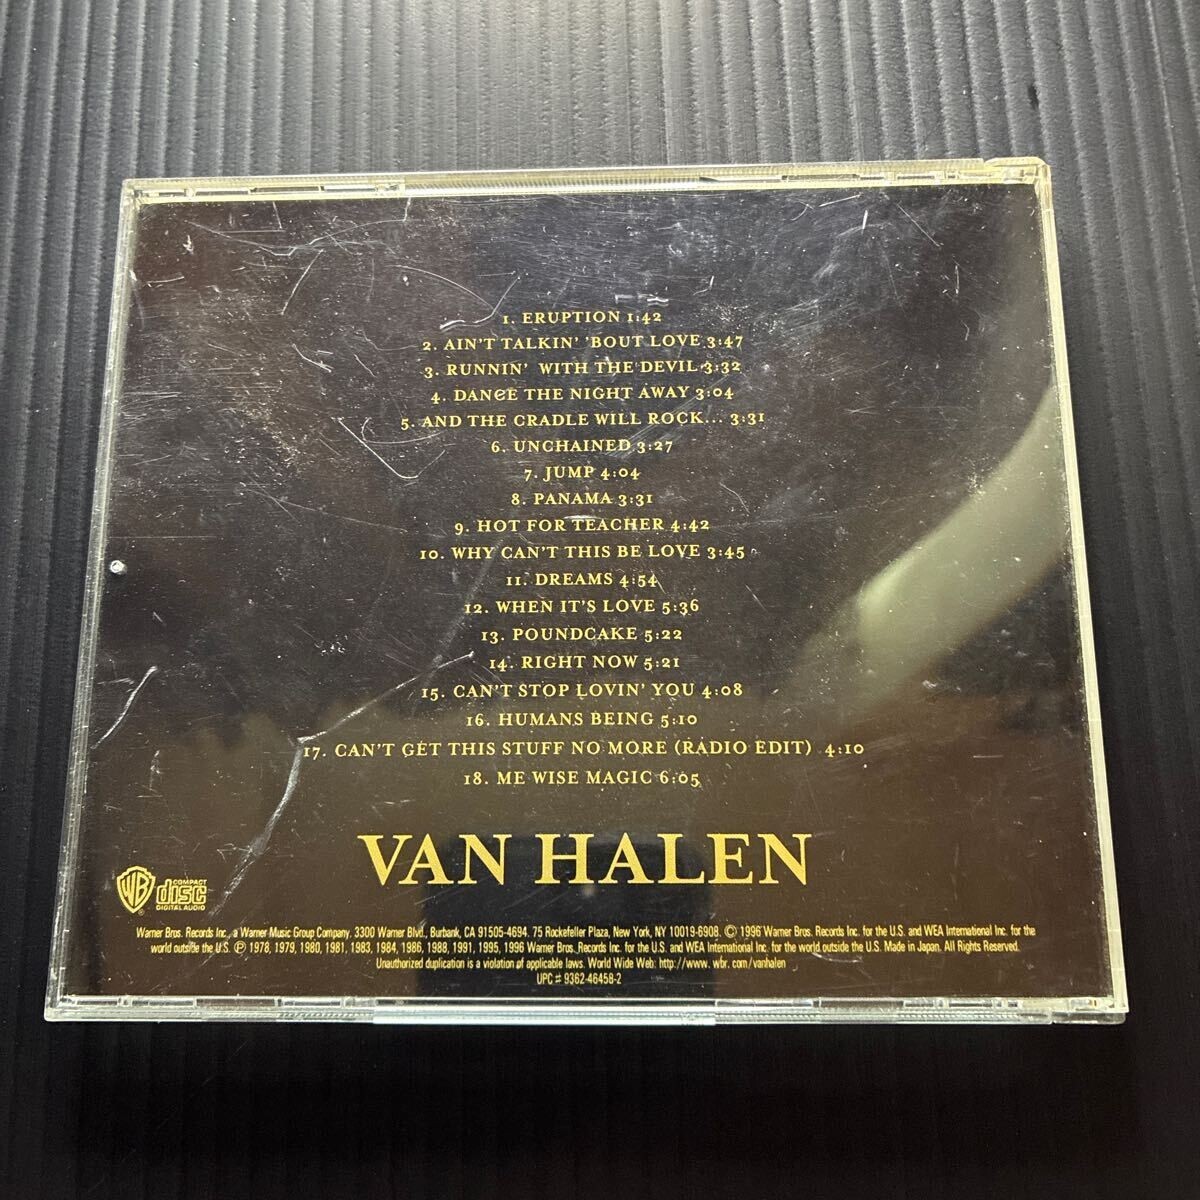 1. ERUPTION 1:42
2. AIN'T TALKIN' 'BOUT LOVE 3:47
3. RUNNIN' WITH THE DEVIL 3:32
4. DANCE THE NIGHT AWAY 3:04
5. AND THE CRADLE WILL ROCK... 3:31
6. UNCHAINED 3:27
7. JUMP 4:04
8. PANAMA 3:31
9. HOT FOR TEACHER 4:42
10. WHY CAN'T THIS BE LOVE 3:45
11. DREAMS 4:54
12. WHEN IT'S LOVE 5:36
13. POUNDCAKE 5:22
14. RIGHT NOW 5:21
15. CAN'T STOP LOVIN' YOU 4:08
16. HUMANS BEING 5:10
17. CAN'T GET THIS STUFF NO MORE (RADIO EDIT) 4:10
18. ME WISE MAGIC 6:05
VAN HALEN
WB
COMPACT
disc
DIGITAL AUDIO
Warner Bros. Records Inc., a Warner Music Group Company, 3300 Warner Blvd., Burbank, CA 91505-4694. 75 Rockefeller Plaza, New York, NY 10019-6908. © 1996 Warner Bros. Records Inc. for the U.S. and WEA International Inc. for the
world outside the U.S. ℗ 1978, 1979, 1980, 1981, 1983, 1984, 1986, 1988, 1991, 1995, 1996 Warner Bros. Records Inc. for the U.S. and WEA International Inc. for the world outside the U.S. Made in Japan. All Rights Reserved.
Unauthorized duplication is a violation of applicable laws. World Wide Web: http://www. wbr. com/vanhalen
UPC # 9362-46458-2